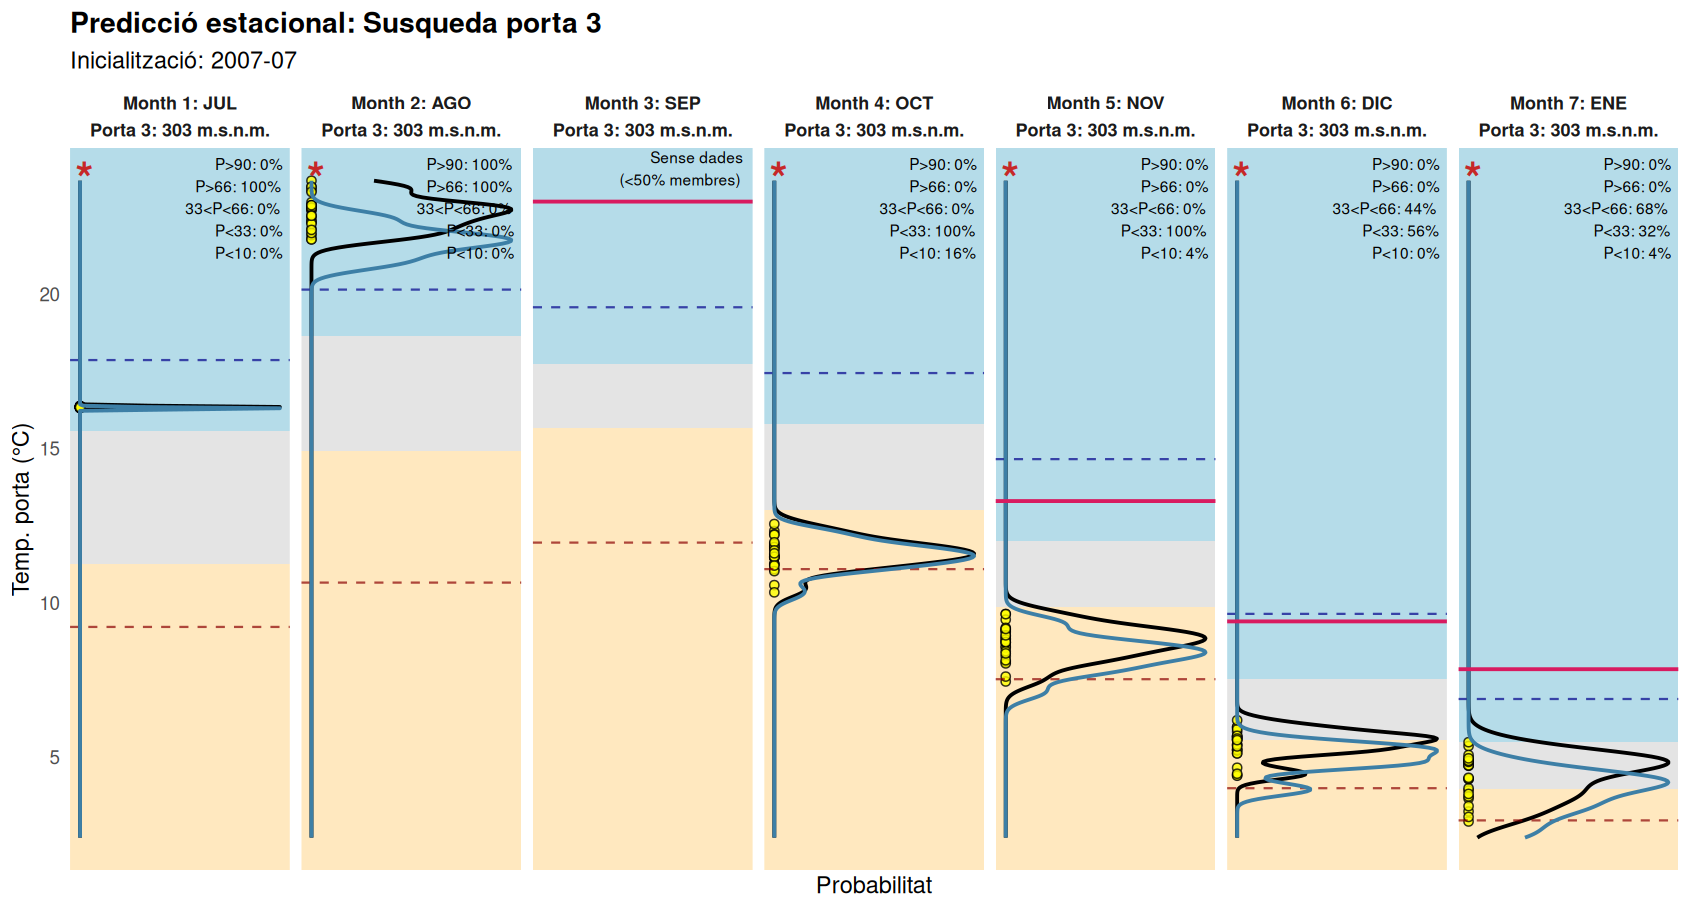 Predicció estacional: Susqueda porta 3
Inicialització: 2007-07
Month 1: JUL
Porta 3: 303 m.s.n.m.
Month 2: AGO
Porta 3: 303 m.s.n.m.
Month 3: SEP
Porta 3: 303 m.s.n.m.
Month 4: OCT
Porta 3: 303 m.s.n.m.
Month 5: NOV
Porta 3: 303 m.s.n.m.
Month 6: DIC
Porta 3: 303 m.s.n.m.
Month 7: ENE
Porta 3: 303 m.s.n.m.
*
P>90: 0%
P>66: 100%
33<P<66: 0%
P<33: 0%
P<10: 0%
*
P>90: 100%
P>66: 100%
33<P<66: 0%
P<33: 0%
P<10: 0%
Sense dades
(<50% membres)
*
P>90: 0%
P>66: 0%
33<P<66: 0%
P<33: 100%
P<10: 16%
*
P>90: 0%
P>66: 0%
33<P<66: 0%
P<33: 100%
P<10: 4%
*
P>90: 0%
P>66: 0%
33<P<66: 44%
P<33: 56%
P<10: 0%
*
P>90: 0%
P>66: 0%
33<P<66: 68%
P<33: 32%
P<10: 4%
Temp. porta (°C)
20
15
10
5
Probabilitat